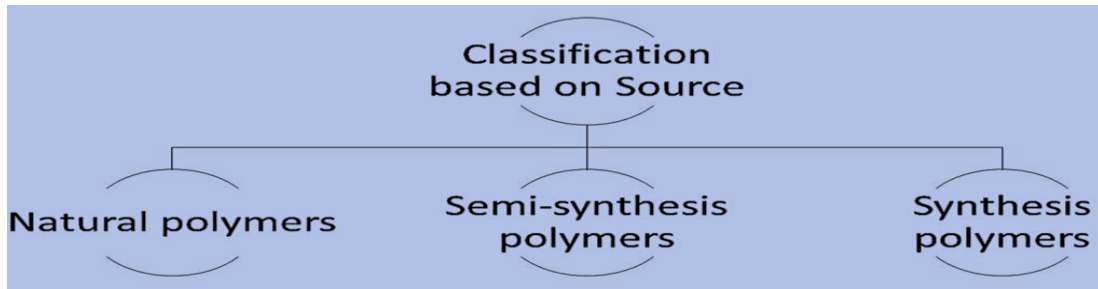 Classification
based on Source
Natural polymers
Semi-synthesis
polymers
Synthesis
polymers